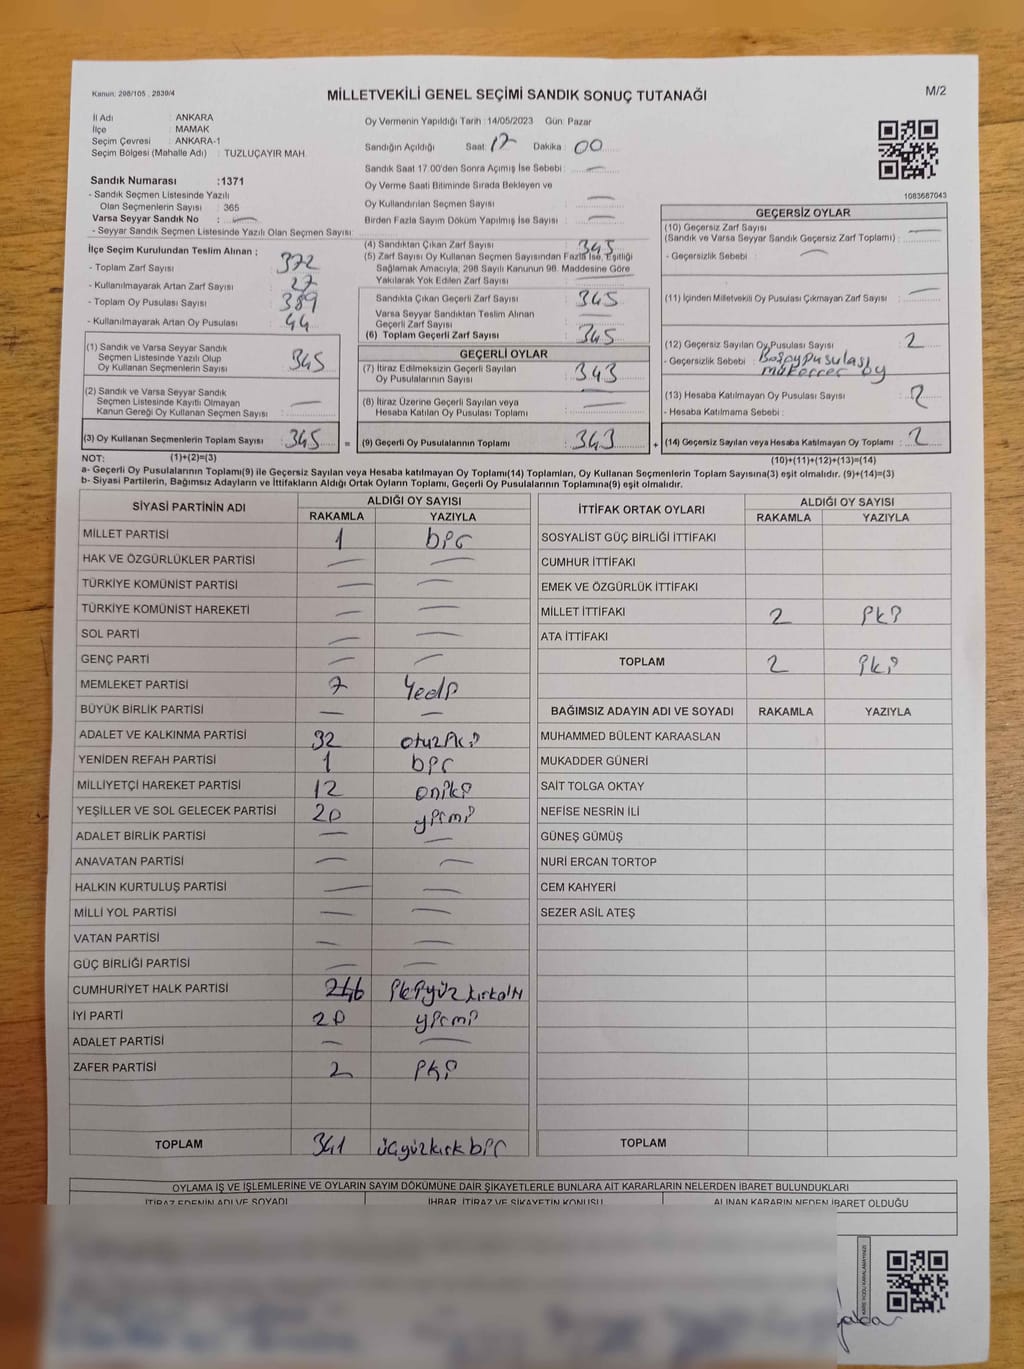 Kanun: 298/105 , 2839/4
MİLLETVEKİLİ GENEL SEÇİMİ SANDIK SONUÇ TUTANAĞI
M/2
İl Adı : ANKARA
İlçe : MAMAK
Seçim Çevresi : ANKARA-1
Seçim Bölgesi (Mahalle Adı) : TUZLUÇAYIR MAH.
Sandık Numarası :1371
- Sandık Seçmen Listesinde Yazılı
Olan Seçmenlerin Sayısı : 365
Varsa Seyyar Sandık No : —
- Seyyar Sandık Seçmen Listesinde Yazılı Olan Seçmen Sayısı:
Oy Vermenin Yapıldığı Tarih :14/05/2023 Gün: Pazar
Sandığın Açıldığı Saat: 17 Dakika : 00
Sandık Saat 17:00'den Sonra Açımış İse Sebebi : —
Oy Verme Saati Bitiminde Sırada Bekleyen ve
Oy Kullandırılan Seçmen Sayısı : —
Birden Fazla Sayım Döküm Yapılmış İse Sayısı : —
1083687043
İlçe Seçim Kurulundan Teslim Alınan :
- Toplam Zarf Sayısı : 372
- Kullanılmayarak Artan Zarf Sayısı : 27
- Toplam Oy Pusulası Sayısı : 389
- Kullanılmayarak Artan Oy Pusulası : 44
(1) Sandık ve Varsa Seyyar Sandık
Seçmen Listesinde Yazılı Olup
Oy Kullanan Seçmenlerin Sayısı : 345
(2) Sandık ve Varsa Seyyar Sandık
Seçmen Listesinde Kayıtlı Olmayan
Kanun Gereği Oy Kullanan Seçmen Sayısı : —
(3) Oy Kullanan Seçmenlerin Toplam Sayısı : 345 =
(4) Sandıktan Çıkan Zarf Sayısı : 345
(5) Zarf Sayısı Oy Kullanan Seçmen Sayısından Fazla İse, Eşitliği
Sağlamak Amacıyla, 298 Sayılı Kanunun 98. Maddesine Göre
Yakılarak Yok Edilen Zarf Sayısı : —
Sandıkta Çıkan Geçerli Zarf Sayısı : 345
Varsa Seyyar Sandıktan Teslim Alınan
Geçerli Zarf Sayısı : —
(6) Toplam Geçerli Zarf Sayısı : 345
GEÇERLİ OYLAR
(7) İtiraz Edilmeksizin Geçerli Sayılan
Oy Pusulalarının Sayısı : 343
(8) İtiraz Üzerine Geçerli Sayılan veya
Hesaba Katılan Oy Pusulası Toplamı : —
(9) Geçerli Oy Pusulalarının Toplamı : 343 +
GEÇERSİZ OYLAR
(10) Geçersiz Zarf Sayısı
(Sandık ve Varsa Seyyar Sandık Geçersiz Zarf Toplamı) : —
- Geçersizlik Sebebi : —
(11) İçinden Milletvekili Oy Pusulası Çıkmayan Zarf Sayısı : —
(12) Geçersiz Sayılan Oy Pusulası Sayısı : 2
- Geçersizlik Sebebi : Boş oy pusulası
mükerrer oy
(13) Hesaba Katılmayan Oy Pusulası Sayısı : 2
- Hesaba Katılmama Sebebi :
(14) Geçersiz Sayılan veya Hesaba Katılmayan Oy Toplamı : 2
NOT: (1)+(2)=(3)
(10)+(11)+(12)+(13)=(14)
a- Geçerli Oy Pusulalarının Toplamı(9) ile Geçersiz Sayılan veya Hesaba katılmayan Oy Toplamı(14) Toplamları, Oy Kullanan Seçmenlerin Toplam Sayısına(3) eşit olmalıdır. (9)+(14)=(3)
b- Siyasi Partilerin, Bağımsız Adayların ve İttifakların Aldığı Ortak Oyların Toplamı, Geçerli Oy Pusulalarının Toplamına(9) eşit olmalıdır.
SİYASİ PARTİNİN ADI ALDIĞI OY SAYISI
RAKAMLA YAZIYLA
MİLLET PARTİSİ 1 bir
HAK VE ÖZGÜRLÜKLER PARTİSİ — —
TÜRKİYE KOMÜNİST PARTİSİ — —
TÜRKİYE KOMÜNİST HAREKETİ — —
SOL PARTİ — —
GENÇ PARTİ — —
MEMLEKET PARTİSİ 7 Yedi
BÜYÜK BİRLİK PARTİSİ — —
ADALET VE KALKINMA PARTİSİ 32 otuziki
YENİDEN REFAH PARTİSİ 1 bir
MİLLİYETÇİ HAREKET PARTİSİ 12 oniki
YEŞİLLER VE SOL GELECEK PARTİSİ 20 yirmi
ADALET BİRLİK PARTİSİ — —
ANAVATAN PARTİSİ — —
HALKIN KURTULUŞ PARTİSİ — —
MİLLİ YOL PARTİSİ — —
VATAN PARTİSİ — —
GÜÇ BİRLİĞİ PARTİSİ — —
CUMHURİYET HALK PARTİSİ 246 ikiyüz kırkaltı
İYİ PARTİ 20 yirmi
ADALET PARTİSİ — —
ZAFER PARTİSİ 2 iki
TOPLAM 341 üçyüzkırk bir
İTTİFAK ORTAK OYLARI ALDIĞI OY SAYISI
RAKAMLA YAZIYLA
SOSYALİST GÜÇ BİRLİĞİ İTTİFAKI
CUMHUR İTTİFAKI
EMEK VE ÖZGÜRLÜK İTTİFAKI
MİLLET İTTİFAKI 2 iki
ATA İTTİFAKI
TOPLAM 2 iki
BAĞIMSIZ ADAYIN ADI VE SOYADI RAKAMLA YAZIYLA
MUHAMMED BÜLENT KARAASLAN
MUKADDER GÜNERİ
SAİT TOLGA OKTAY
NEFİSE NESRİN İLİ
GÜNEŞ GÜMÜŞ
NURİ ERCAN TORTOP
CEM KAHYERİ
SEZER ASİL ATEŞ
TOPLAM
OYLAMA İŞ VE İŞLEMLERİNE VE OYLARIN SAYIM DÖKÜMÜNE DAİR ŞİKAYETLERLE BUNLARA AİT KARARLARIN NELERDEN İBARET BULUNDUKLARI
İTİRAZ EDENİN ADI VE SOYADI İHBAR, İTİRAZ VE ŞİKAYETİN KONUSU ALINAN KARARIN NEDEN İBARET OLDUĞU